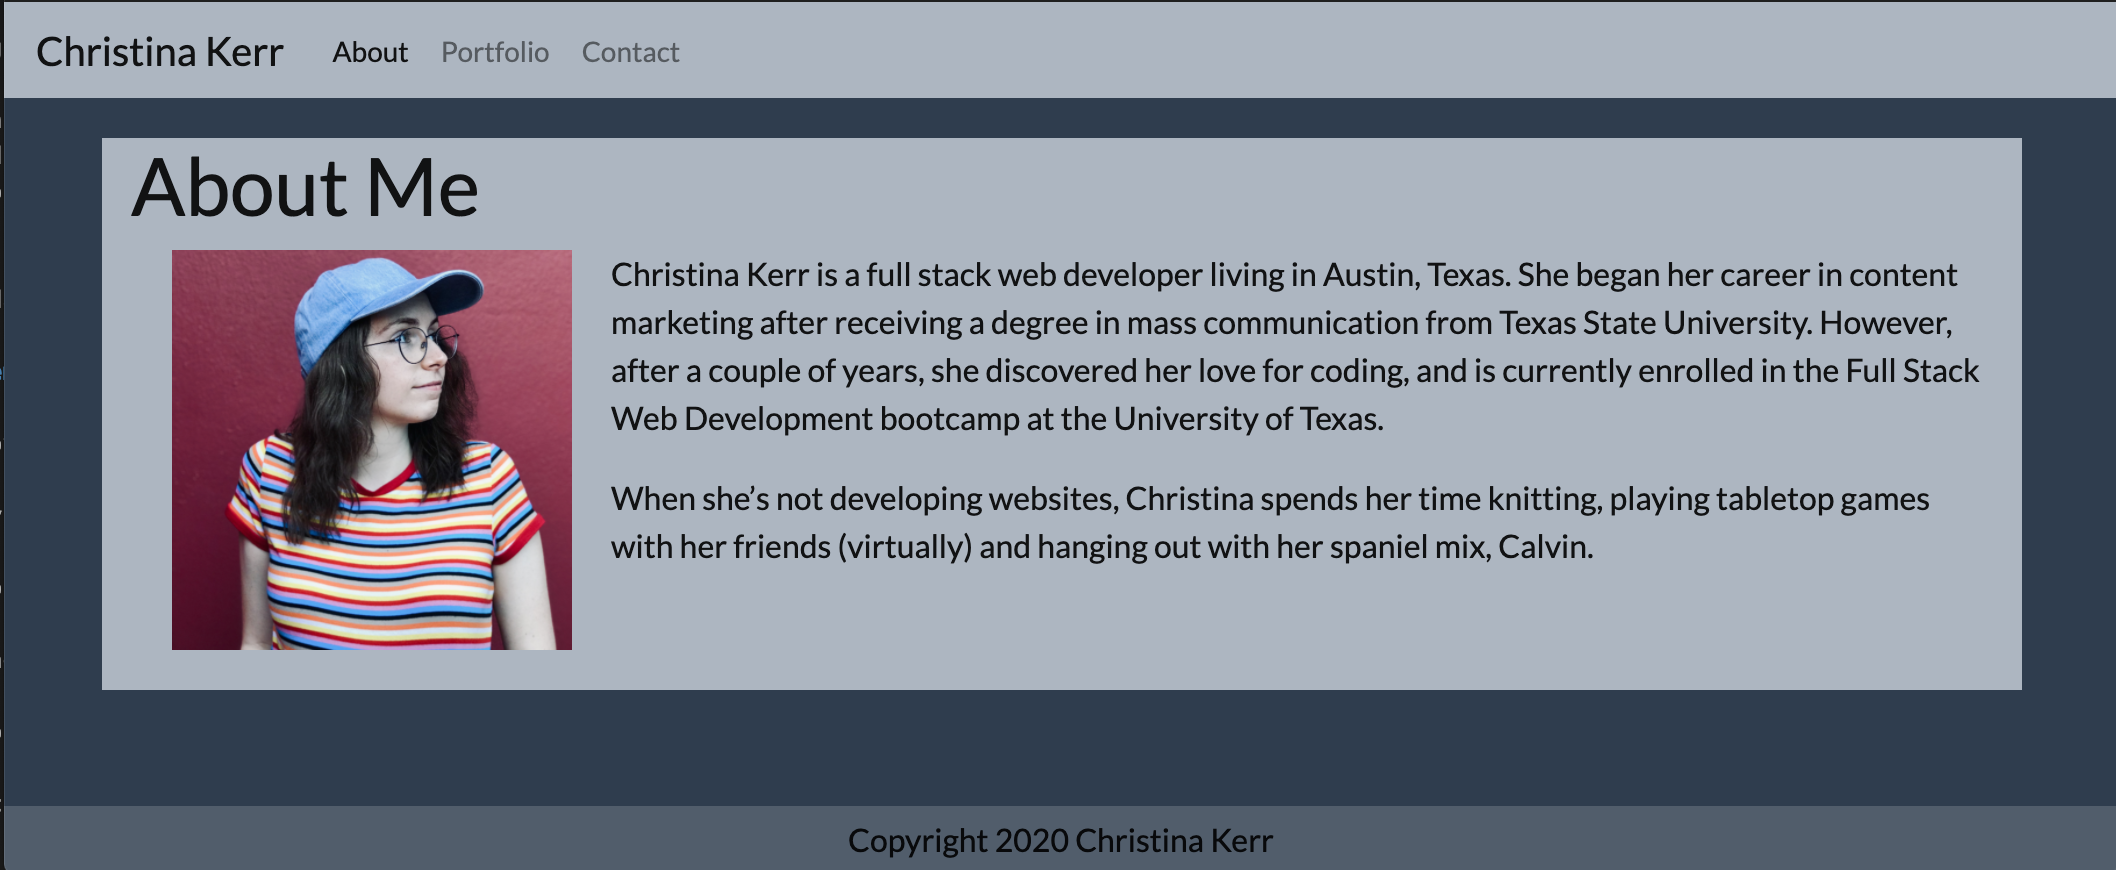 Christina Kerr About Portfolio Contact
About Me
Christina Kerr is a full stack web developer living in Austin, Texas. She began her career in content
marketing after receiving a degree in mass communication from Texas State University. However,
after a couple of years, she discovered her love for coding, and is currently enrolled in the Full Stack
Web Development bootcamp at the University of Texas.
When she’s not developing websites, Christina spends her time knitting, playing tabletop games
with her friends (virtually) and hanging out with her spaniel mix, Calvin.
Copyright 2020 Christina Kerr